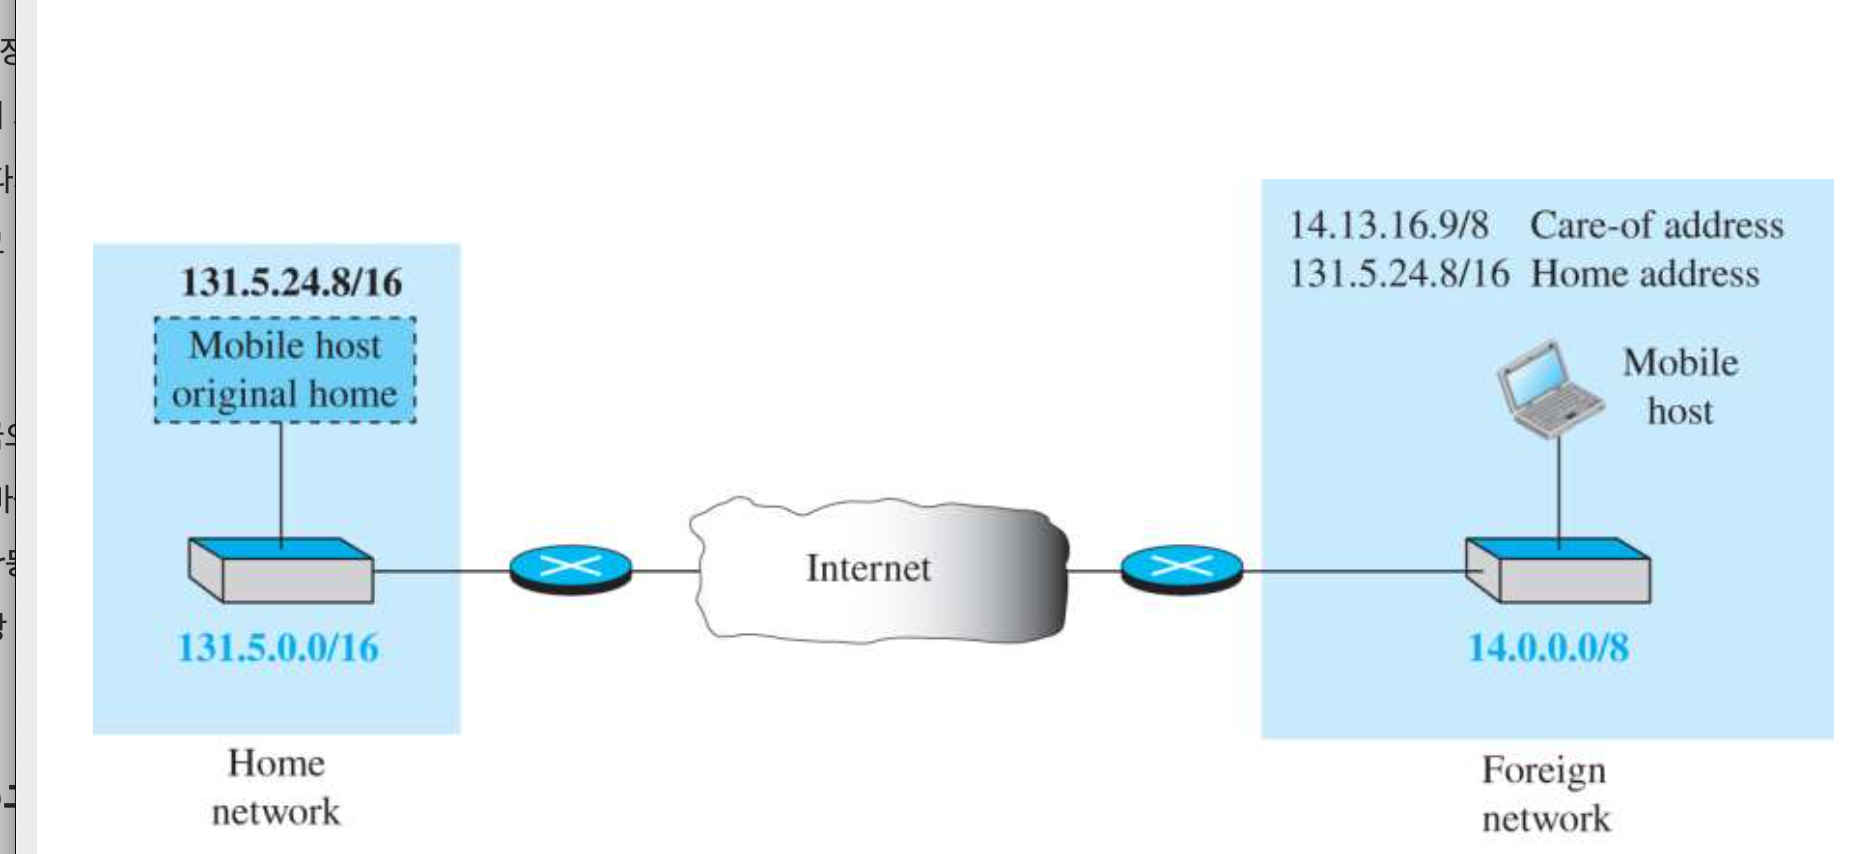 131.5.24.8/16
Mobile host
original home
131.5.0.0/16
Home
network
Internet
14.13.16.9/8 Care-of address
131.5.24.8/16 Home address
Mobile
host
14.0.0.0/8
Foreign
network